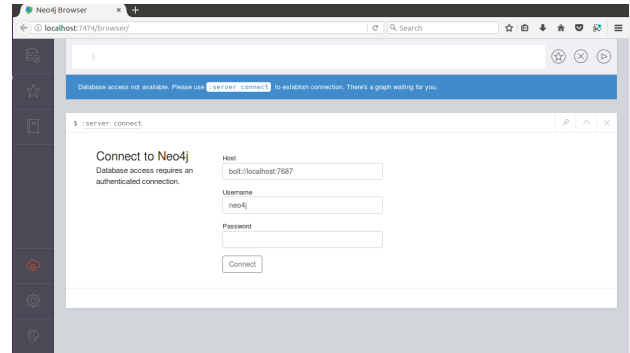 Neo4j Browser
localhost:7474/browser/
Search
$
Database access not available. Please use :server connect to establish connection. There's a graph waiting for you.
$ :server connect
Connect to Neo4j
Database access requires an
authenticated connection.
Host
bolt://localhost:7687
Username
neo4j
Password
Connect